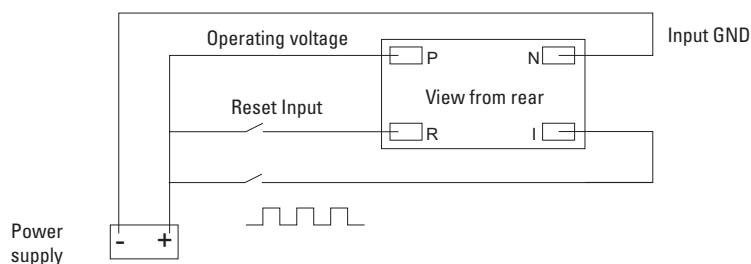 Operating voltage
Input GND
P
N
View from rear
Reset Input
R
I
Power
supply
-
+